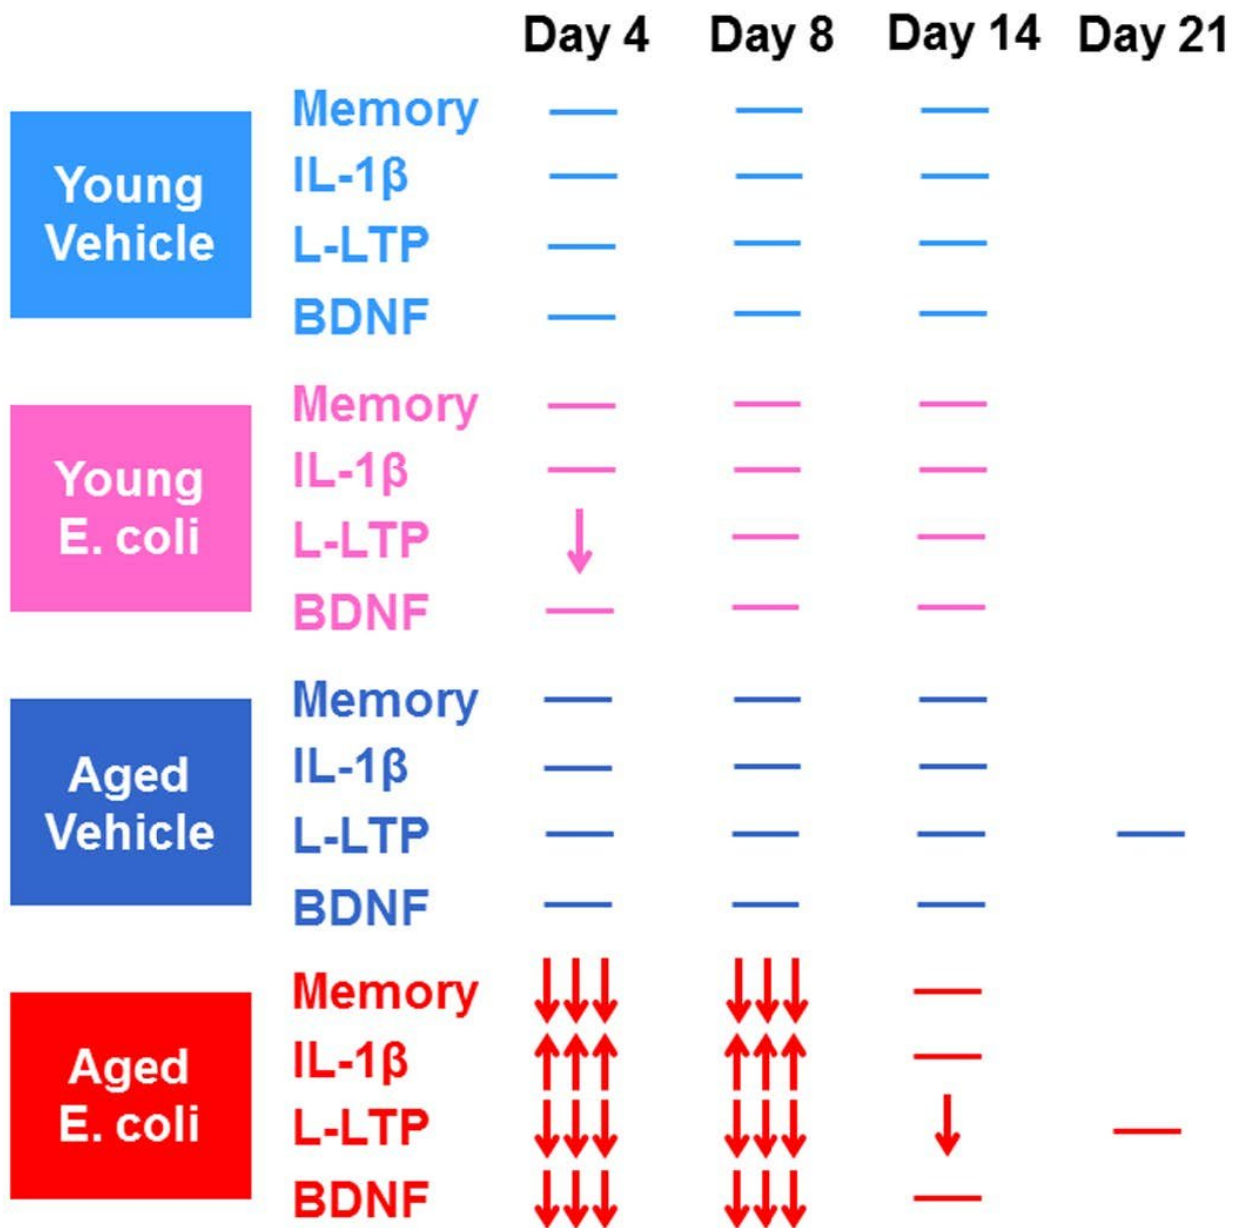 Day 4 Day 8 Day 14 Day 21
Young
Vehicle
Memory
IL-1β
L-LTP
BDNF
Young
E. coli
Memory
IL-1β
L-LTP
BDNF
Aged
Vehicle
Memory
IL-1β
L-LTP
BDNF
Aged
E. coli
Memory
IL-1β
L-LTP
BDNF